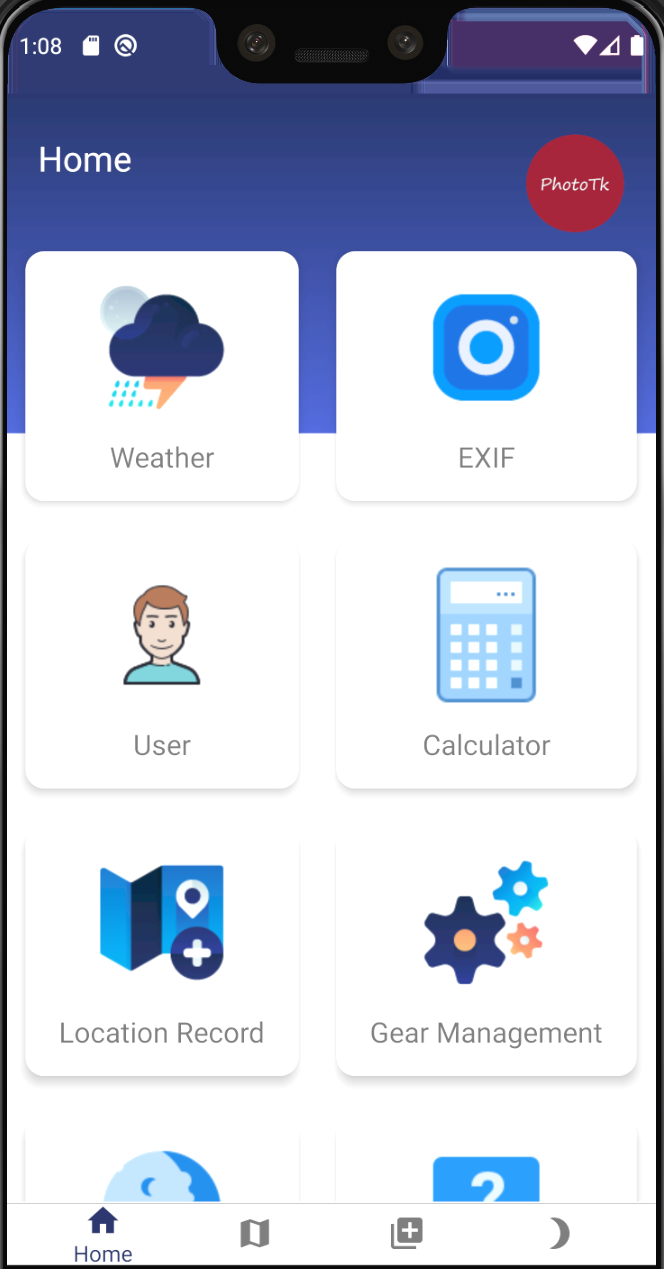 1:08
Home
PhotoTk
Weather
EXIF
User
Calculator
Location Record
Gear Management
?
Home